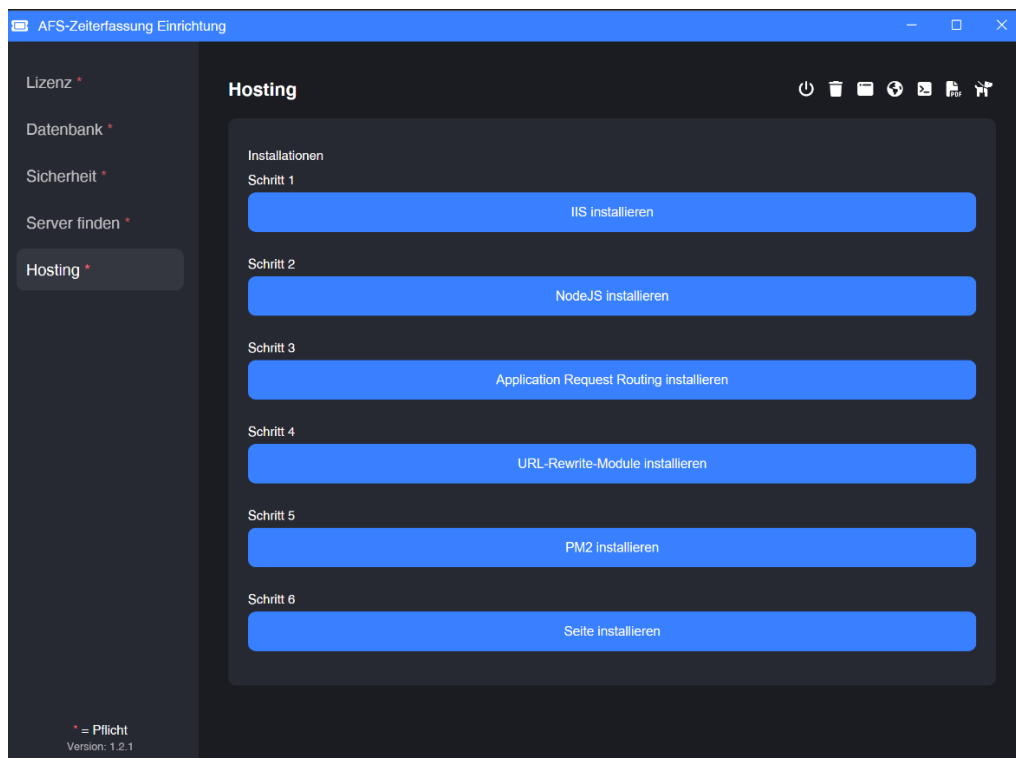 AFS-Zeiterfassung Einrichtung
Lizenz *
Datenbank *
Sicherheit *
Server finden *
Hosting *
* = Pflicht
Version: 1.2.1
Hosting
PDF
Installationen
Schritt 1
IIS installieren
Schritt 2
NodeJS installieren
Schritt 3
Application Request Routing installieren
Schritt 4
URL-Rewrite-Module installieren
Schritt 5
PM2 installieren
Schritt 6
Seite installieren